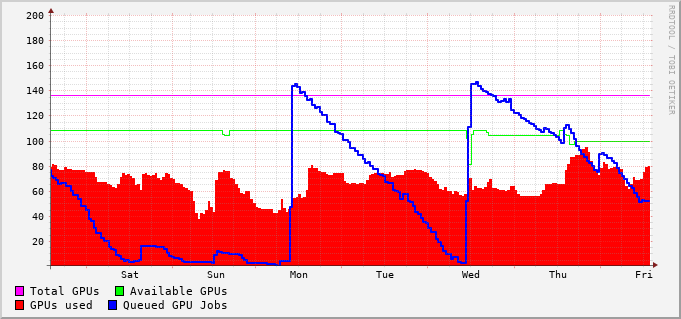 200
180
160
140
120
100
80
60
40
20
Sat Sun Mon Tue Wed Thu Fri
Total GPUs Available GPUs
GPUs used Queued GPU Jobs
RRDTOOL / TOBI OETIKER